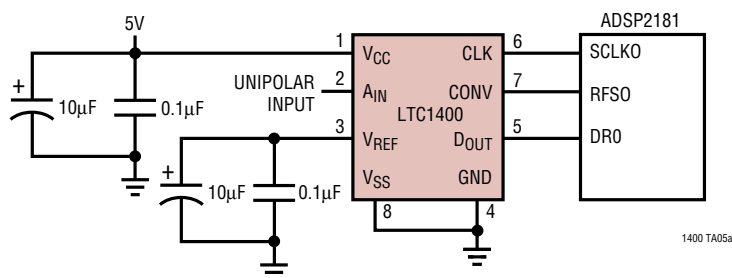 5V
ADSP2181
1
VCC
CLK
6
SCLKO
+
10µF
0.1µF
UNIPOLAR
INPUT
2
AIN
CONV
7
RFSO
LTC1400
3
VREF
DOUT
5
DR0
+
10µF
0.1µF
VSS
GND
8
4
1400 TA05a